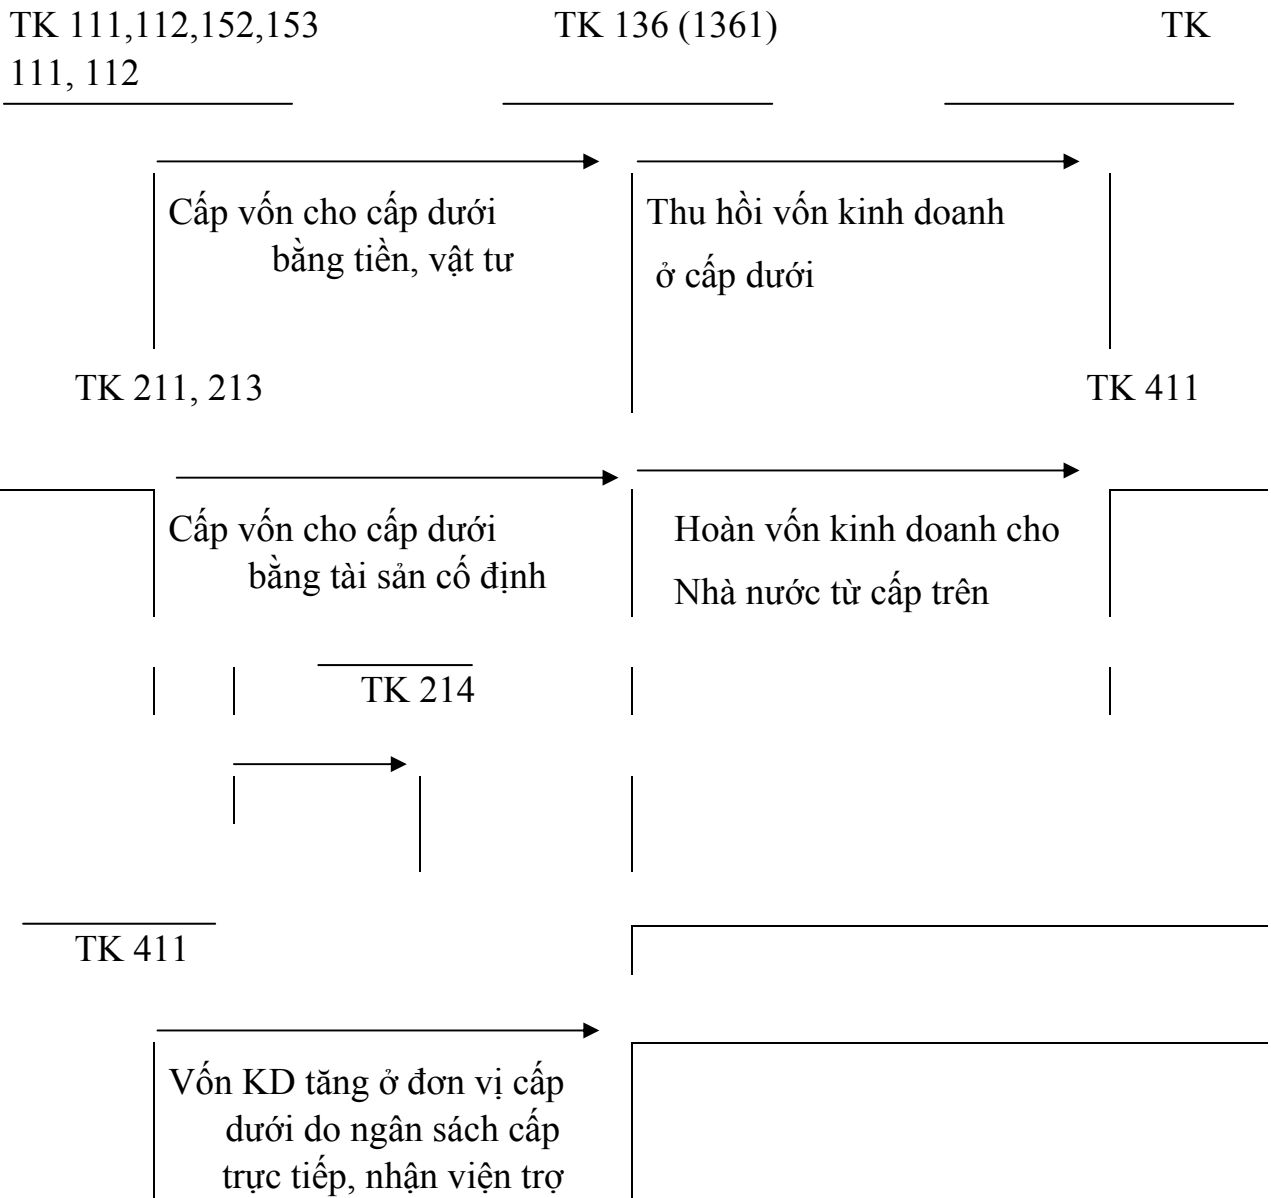 TK 111,112,152,153 TK 136 (1361) TK
111, 112
Cấp vốn cho cấp dưới
bằng tiền, vật tư
Thu hồi vốn kinh doanh
ở cấp dưới
TK 211, 213 TK 411
Cấp vốn cho cấp dưới
bằng tài sản cố định
Hoàn vốn kinh doanh cho
Nhà nước từ cấp trên
TK 214
TK 411
Vốn KD tăng ở đơn vị cấp
dưới do ngân sách cấp
trực tiếp, nhận viện trợ